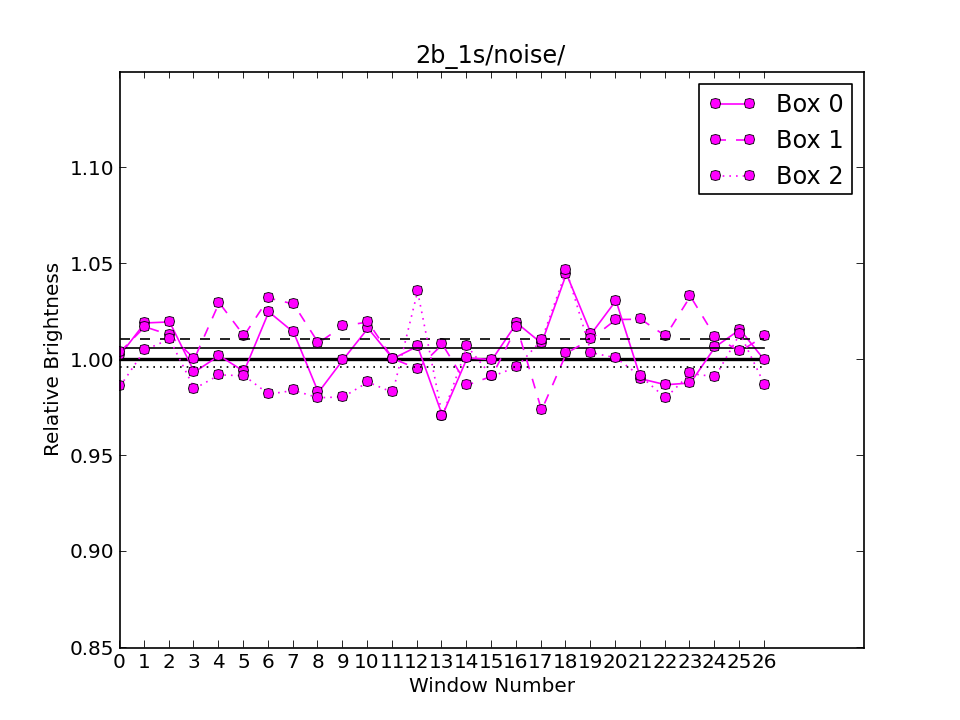 2b_1s/noise/
Box 0
Box 1
Box 2
Relative Brightness
1.10
1.05
1.00
0.95
0.90
0.85
0 1 2 3 4 5 6 7 8 9 10 11 12 13 14 15 16 17 18 19 20 21 22 23 24 25 26
Window Number